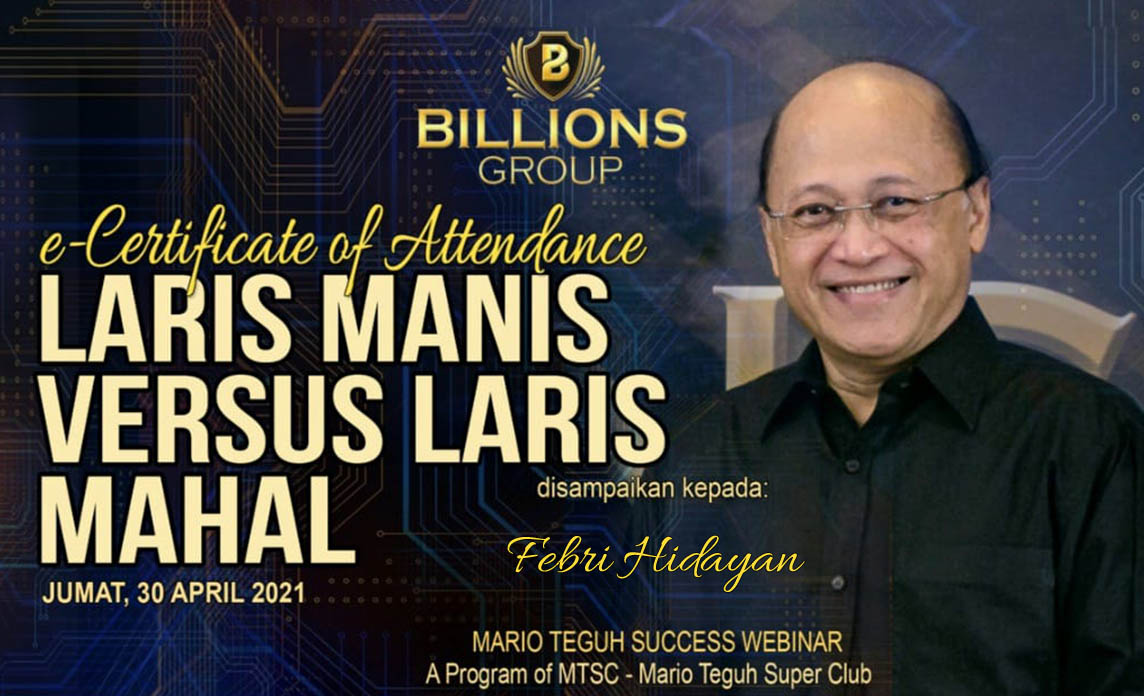 B
BILLIONS
GROUP
e-Certificate of Attendance
LARIS MANIS
VERSUS LARIS
MAHAL
disampaikan kepada:
Febri Hidayan
JUMAT, 30 APRIL 2021
MARIO TEGUH SUCCESS WEBINAR
A Program of MTSC - Mario Teguh Super Club